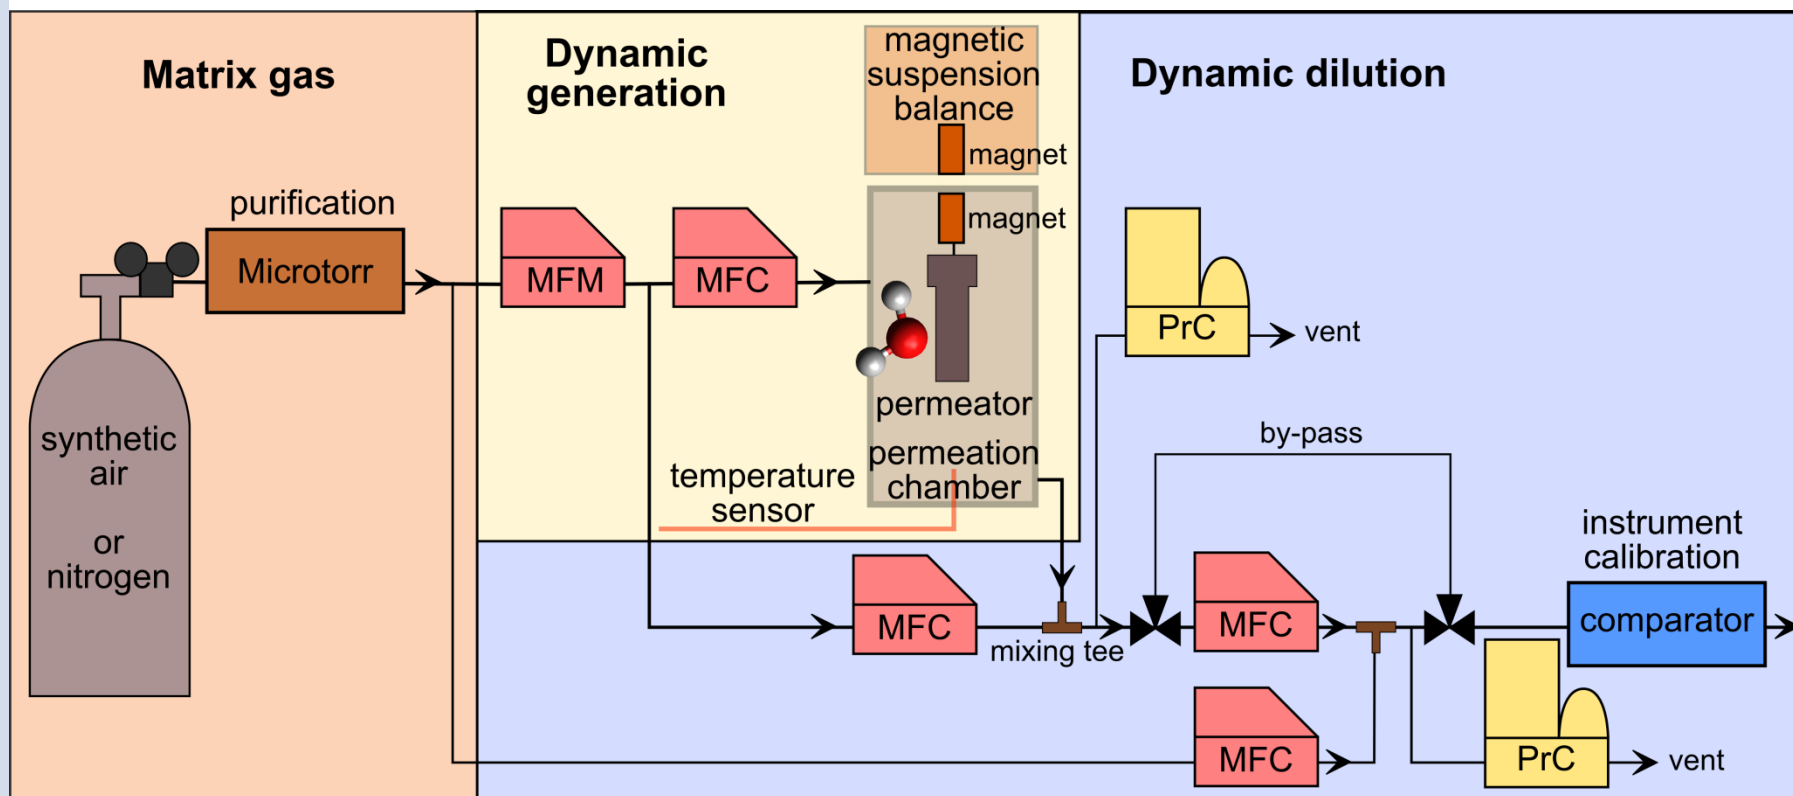 Matrix gas
purification
Microtorr
synthetic
air
or
nitrogen
Dynamic
generation
magnetic
suspension
balance
magnet
magnet
MFM
MFC
permeator
permeation
chamber
temperature
sensor
Dynamic dilution
PrC
vent
by-pass
MFC
mixing tee
MFC
instrument
calibration
comparator
MFC
PrC
vent